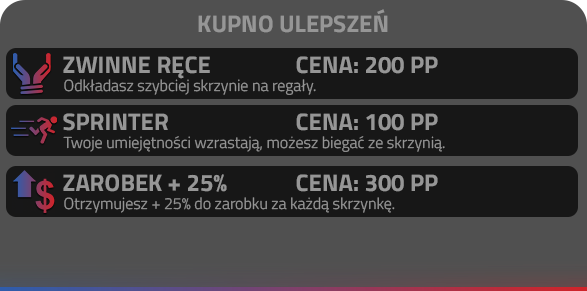 KUPNO ULEPSZEŃ
ZWINNE RĘCE CENA: 200 PP
Odkładasz szybciej skrzynie na regały.
SPRINTER CENA: 100 PP
Twoje umiejętności wzrastają, możesz biegać ze skrzynią.
ZAROBEK + 25% CENA: 300 PP
Otrzymujesz + 25% do zarobku za każdą skrzynkę.